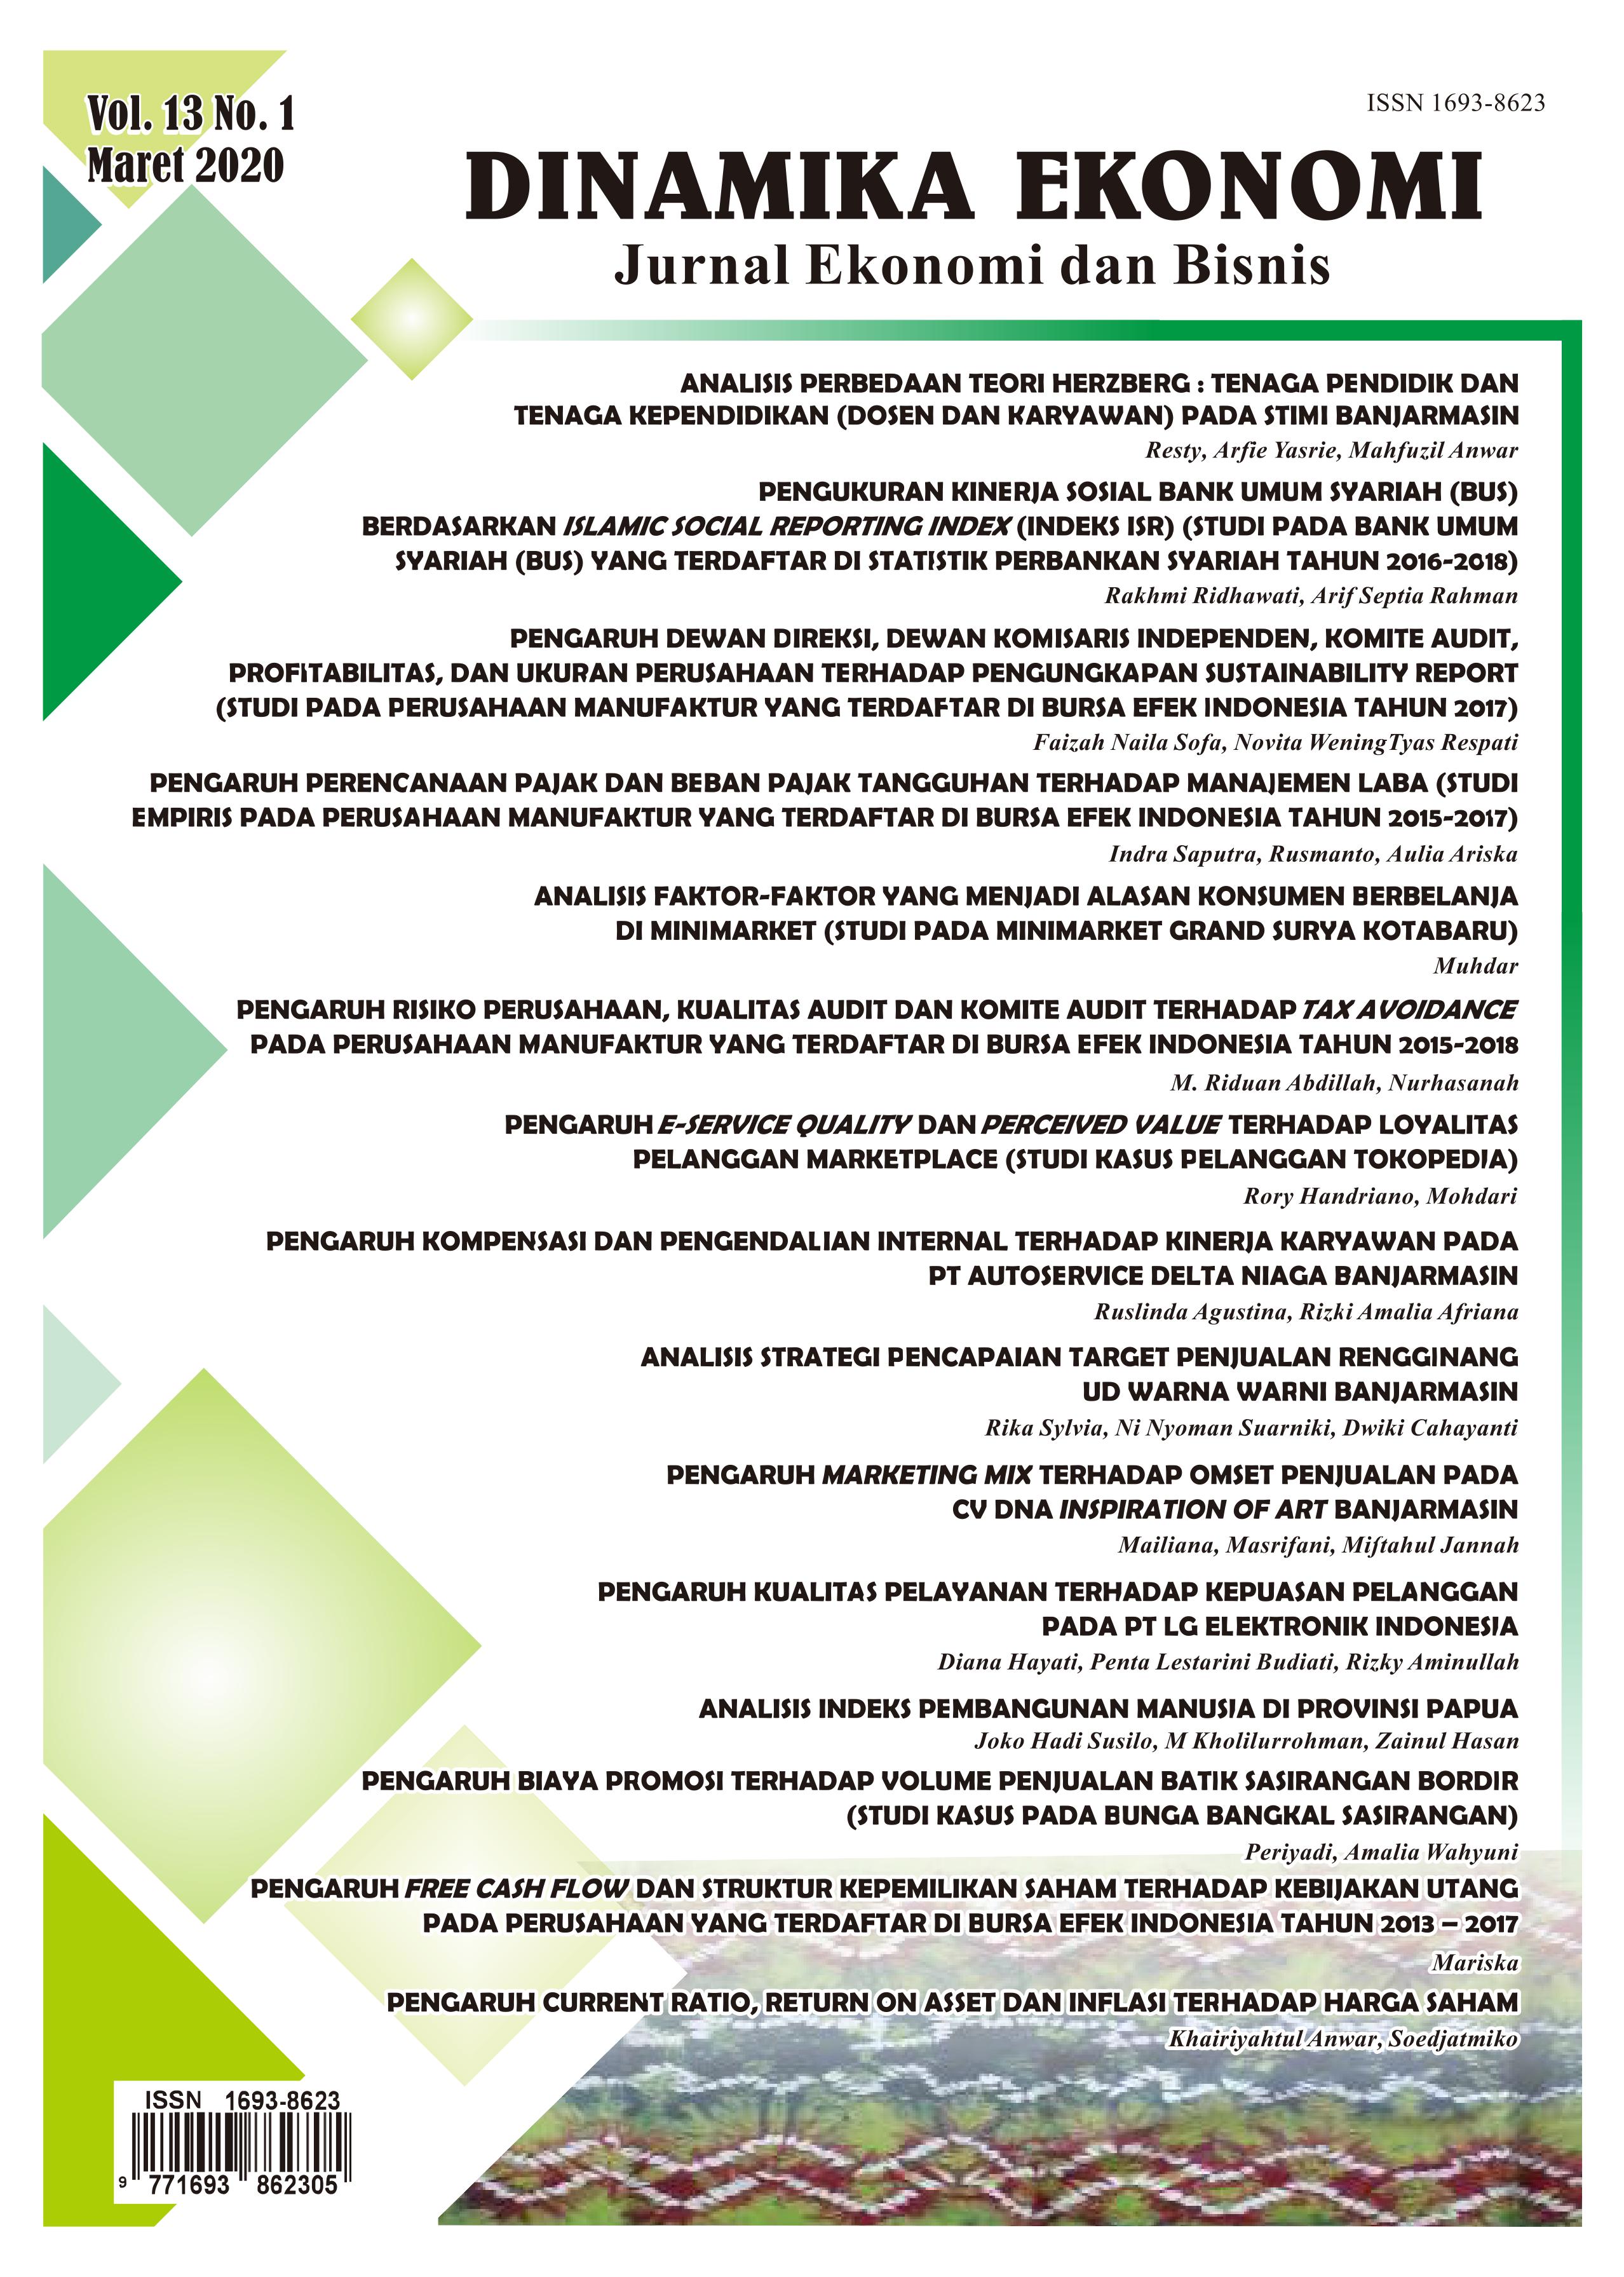 Vol. 13 No. 1
Maret 2020
ISSN 1693-8623
DINAMIKA EKONOMI
Jurnal Ekonomi dan Bisnis
ANALISIS PERBEDAAN TEORI HERZBERG : TENAGA PENDIDIK DAN
TENAGA KEPENDIDIKAN (DOSEN DAN KARYAWAN) PADA STIMI BANJARMASIN
Resty, Arfie Yasrie, Mahfuzil Anwar
PENGUKURAN KINERJA SOSIAL BANK UMUM SYARIAH (BUS)
BERDASARKAN ISLAMIC SOCIAL REPORTING INDEX (INDEKS ISR) (STUDI PADA BANK UMUM
SYARIAH (BUS) YANG TERDAFTAR DI STATISTIK PERBANKAN SYARIAH TAHUN 2016-2018)
Rakhmi Ridhawati, Arif Septia Rahman
PENGARUH DEWAN DIREKSI, DEWAN KOMISARIS INDEPENDEN, KOMITE AUDIT,
PROFITABILITAS, DAN UKURAN PERUSAHAAN TERHADAP PENGUNGKAPAN SUSTAINABILITY REPORT
(STUDI PADA PERUSAHAAN MANUFAKTUR YANG TERDAFTAR DI BURSA EFEK INDONESIA TAHUN 2017)
Faizah Naila Sofa, Novita WeningTyas Respati
PENGARUH PERENCANAAN PAJAK DAN BEBAN PAJAK TANGGUHAN TERHADAP MANAJEMEN LABA (STUDI
EMPIRIS PADA PERUSAHAAN MANUFAKTUR YANG TERDAFTAR DI BURSA EFEK INDONESIA TAHUN 2015-2017)
Indra Saputra, Rusmanto, Aulia Ariska
ANALISIS FAKTOR-FAKTOR YANG MENJADI ALASAN KONSUMEN BERBELANJA
DI MINIMARKET (STUDI PADA MINIMARKET GRAND SURYA KOTABARU)
Muhdar
PENGARUH RISIKO PERUSAHAAN, KUALITAS AUDIT DAN KOMITE AUDIT TERHADAP TAX AVOIDANCE
PADA PERUSAHAAN MANUFAKTUR YANG TERDAFTAR DI BURSA EFEK INDONESIA TAHUN 2015-2018
M. Riduan Abdillah, Nurhasanah
PENGARUH E-SERVICE QUALITY DAN PERCEIVED VALUE TERHADAP LOYALITAS
PELANGGAN MARKETPLACE (STUDI KASUS PELANGGAN TOKOPEDIA)
Rory Handriano, Mohdari
PENGARUH KOMPENSASI DAN PENGENDALIAN INTERNAL TERHADAP KINERJA KARYAWAN PADA
PT AUTOSERVICE DELTA NIAGA BANJARMASIN
Ruslinda Agustina, Rizki Amalia Afriana
ANALISIS STRATEGI PENCAPAIAN TARGET PENJUALAN RENGGINANG
UD WARNA WARNI BANJARMASIN
Rika Sylvia, Ni Nyoman Suarniki, Dwiki Cahayanti
PENGARUH MARKETING MIX TERHADAP OMSET PENJUALAN PADA
CV DNA INSPIRATION OF ART BANJARMASIN
Mailiana, Masrifani, Miftahul Jannah
PENGARUH KUALITAS PELAYANAN TERHADAP KEPUASAN PELANGGAN
PADA PT LG ELEKTRONIK INDONESIA
Diana Hayati, Penta Lestarini Budiati, Rizky Aminullah
ANALISIS INDEKS PEMBANGUNAN MANUSIA DI PROVINSI PAPUA
Joko Hadi Susilo, M Kholilurrohman, Zainul Hasan
PENGARUH BIAYA PROMOSI TERHADAP VOLUME PENJUALAN BATIK SASIRANGAN BORDIR
(STUDI KASUS PADA BUNGA BANGKAL SASIRANGAN)
Periyadi, Amalia Wahyuni
PENGARUH FREE CASH FLOW DAN STRUKTUR KEPEMILIKAN SAHAM TERHADAP KEBIJAKAN UTANG
PADA PERUSAHAAN YANG TERDAFTAR DI BURSA EFEK INDONESIA TAHUN 2013 – 2017
Mariska
PENGARUH CURRENT RATIO, RETURN ON ASSET DAN INFLASI TERHADAP HARGA SAHAM
Khairiyahtul Anwar, Soedjatmiko
ISSN 1693-8623
9 771693 862305